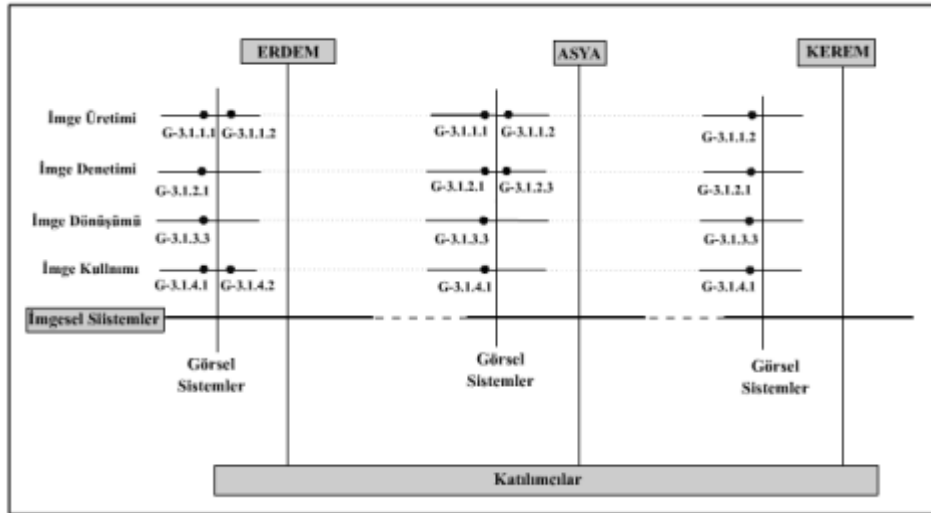 ERDEM ASYA KEREM
İmge Üretimi
G-3.1.1.1 G-3.1.1.2 G-3.1.1.1 G-3.1.1.2 G-3.1.1.2
İmge Denetimi
G-3.1.2.1 G-3.1.2.1 G-3.1.2.3 G-3.1.2.1
İmge Dönüşümü
G-3.1.3.3 G-3.1.3.3 G-3.1.3.3
İmge Kullnımı
G-3.1.4.1 G-3.1.4.2 G-3.1.4.1 G-3.1.4.1
İmgesel Siistemler
Görsel Görsel Görsel
Sistemler Sistemler Sistemler
Katılımcılar